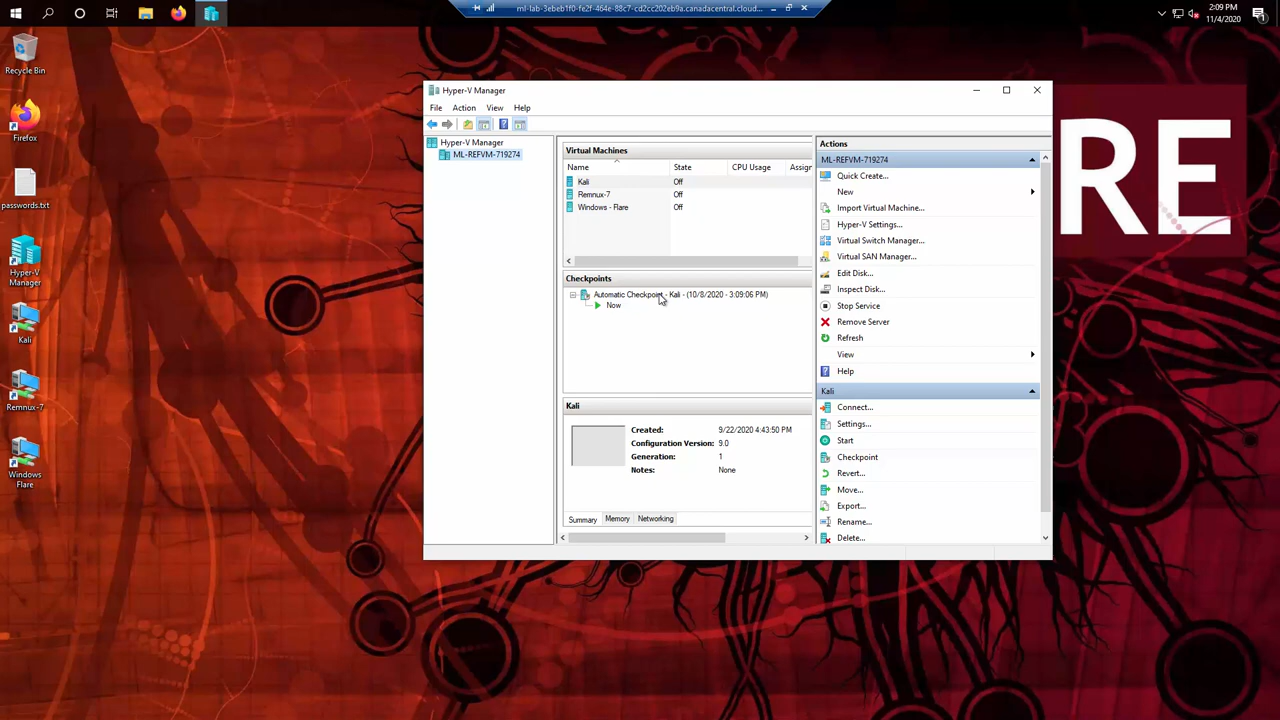 ml-lab-3ebeb1f0-fe2f-464e-88c7-cd2cc202eb9a.canadacentral.cloud...
2:09 PM
11/4/2020
1
Recycle Bin
Firefox
passwords.txt
Hyper-V
Manager
Kali
Remnux-7
Windows
Flare
RE
Hyper-V Manager
File Action View Help
Hyper-V Manager
ML-REFVM-719274
Virtual Machines
Name State CPU Usage Assign
Kali Off
Remnux-7 Off
Windows - Flare Off
Checkpoints
Automatic Checkpoint - Kali - (10/8/2020 - 3:09:06 PM)
Now
Kali
Created: 9/22/2020 4:43:50 PM
Configuration Version: 9.0
Generation: 1
Notes: None
Summary Memory Networking
Actions
ML-REFVM-719274
Quick Create...
New
Import Virtual Machine...
Hyper-V Settings...
Virtual Switch Manager...
Virtual SAN Manager...
Edit Disk...
Inspect Disk...
Stop Service
Remove Server
Refresh
View
Help
Kali
Connect...
Settings...
Start
Checkpoint
Revert...
Move...
Export...
Rename...
Delete...